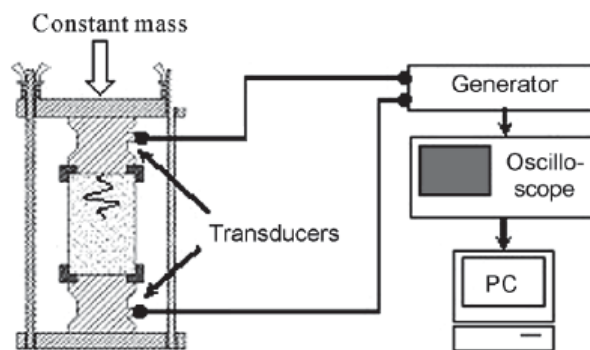 Constant mass
Generator
Oscillo-
scope
Transducers
PC